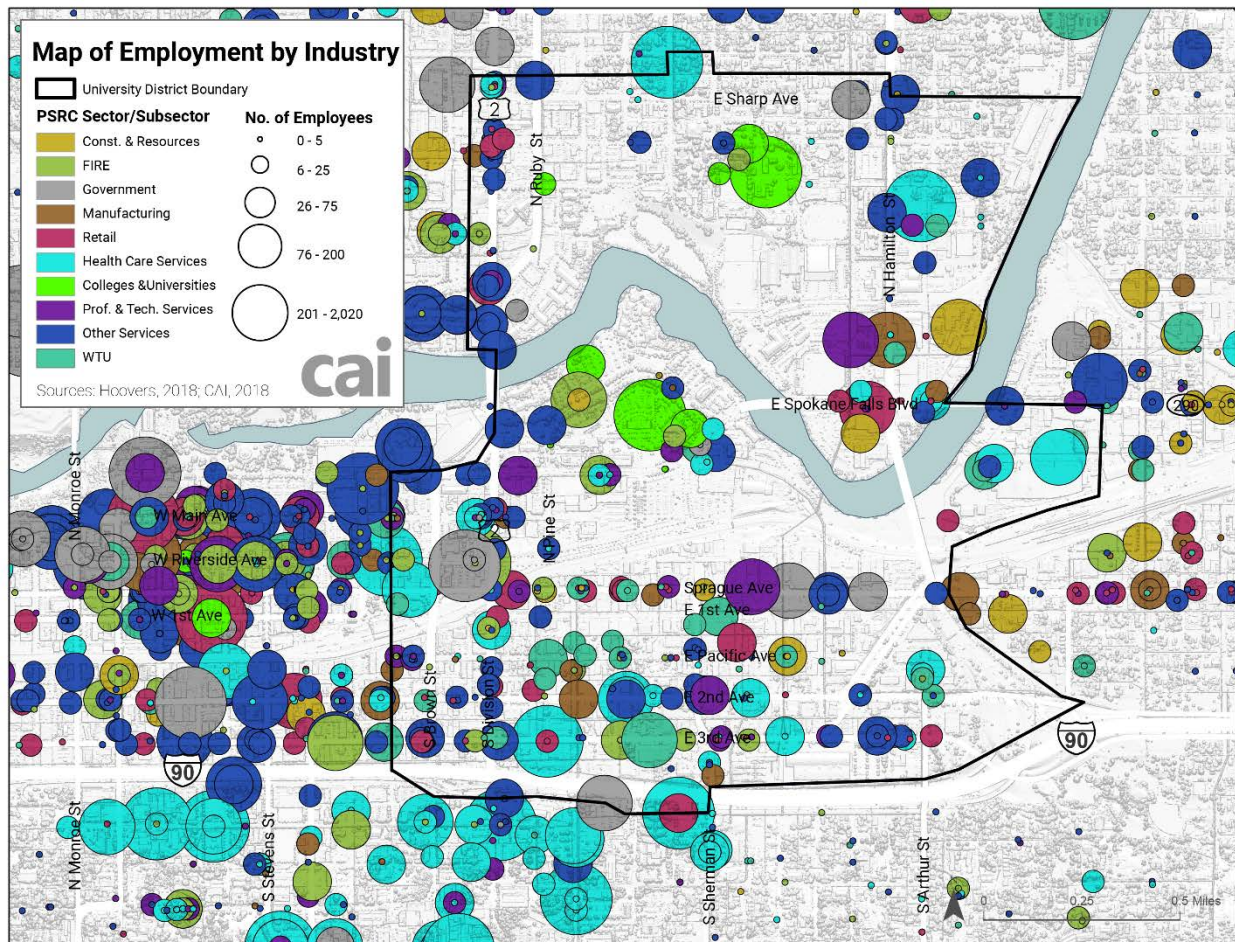 Map of Employment by Industry
University District Boundary
PSRC Sector/Subsector
No. of Employees
Const. & Resources
FIRE
Government
Manufacturing
Retail
Health Care Services
Colleges &Universities
Prof. & Tech. Services
Other Services
WTU
0 - 5
6 - 25
26 - 75
76 - 200
201 - 2,020
cai
Sources: Hoovers, 2018; CAI, 2018
2
E Sharp Ave
N Ruby St
N Hamilton St
E Spokane Falls Blvd
290
N Monroe St
W Main Ave
W Riverside Ave
W 1st Ave
N Pine St
Sprague Ave
E 1st Ave
E Pacific Ave
E 2nd Ave
E 3rd Ave
S Brown St
S Division St
90
90
N Monroe St
S Stevens St
S Sherman St
S Arthur St
0
0.25
0.5 Miles